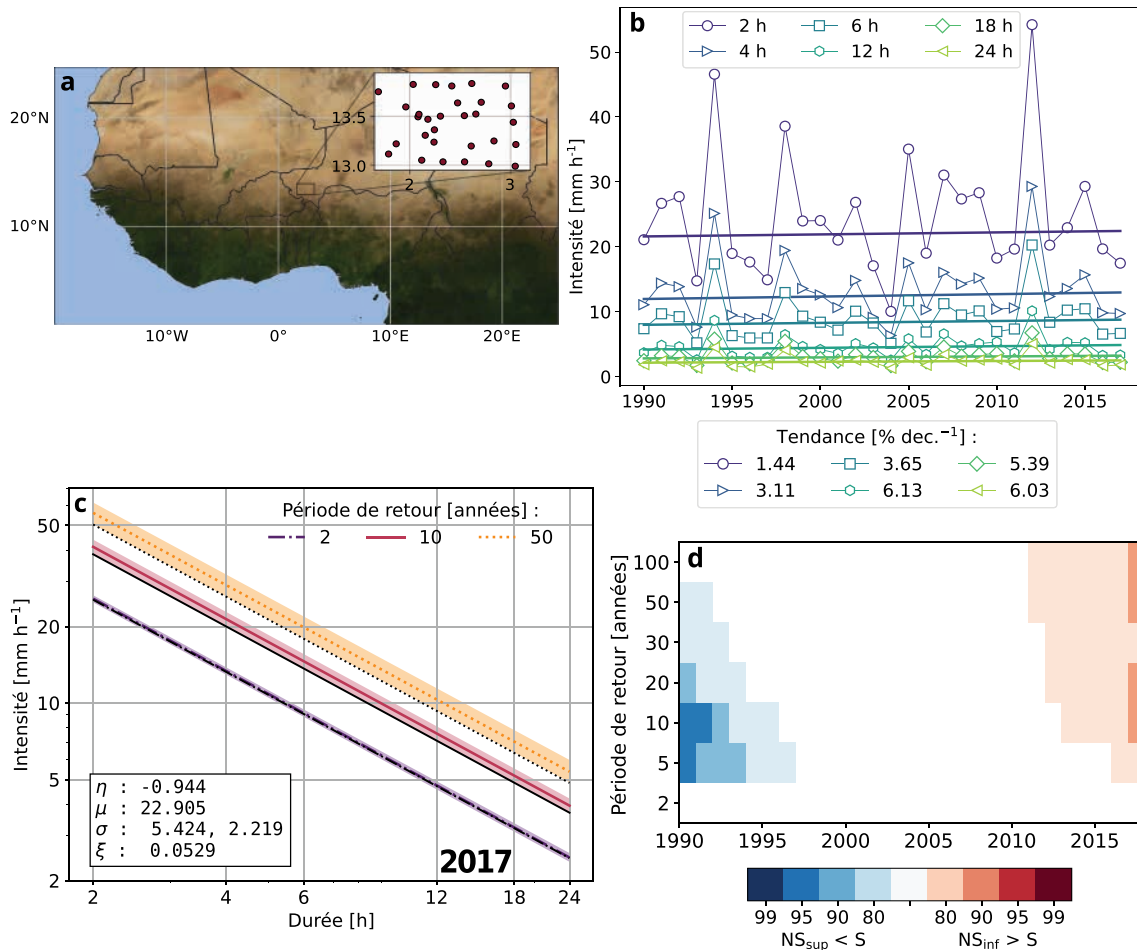 a
20°N
10°N
10°W
0°
10°E
20°E
13.5
13.0
2
3
b
2 h
6 h
18 h
4 h
12 h
24 h
Intensité [mm h⁻¹]
50
40
30
20
10
0
1990
1995
2000
2005
2010
2015
Tendance [% dec.⁻¹] :
1.44
3.65
5.39
3.11
6.13
6.03
c
Période de retour [années] :
2
10
50
Intensité [mm h⁻¹]
50
20
10
5
2
η : -0.944
μ : 22.905
σ : 5.424, 2.219
ξ : 0.0529
2017
2
4
6
12
18
24
Durée [h]
d
Période de retour [années]
100
50
30
20
10
5
2
1990
1995
2000
2005
2010
2015
99 95 90 80 80 90 95 99
NSsup < S NSinf > S